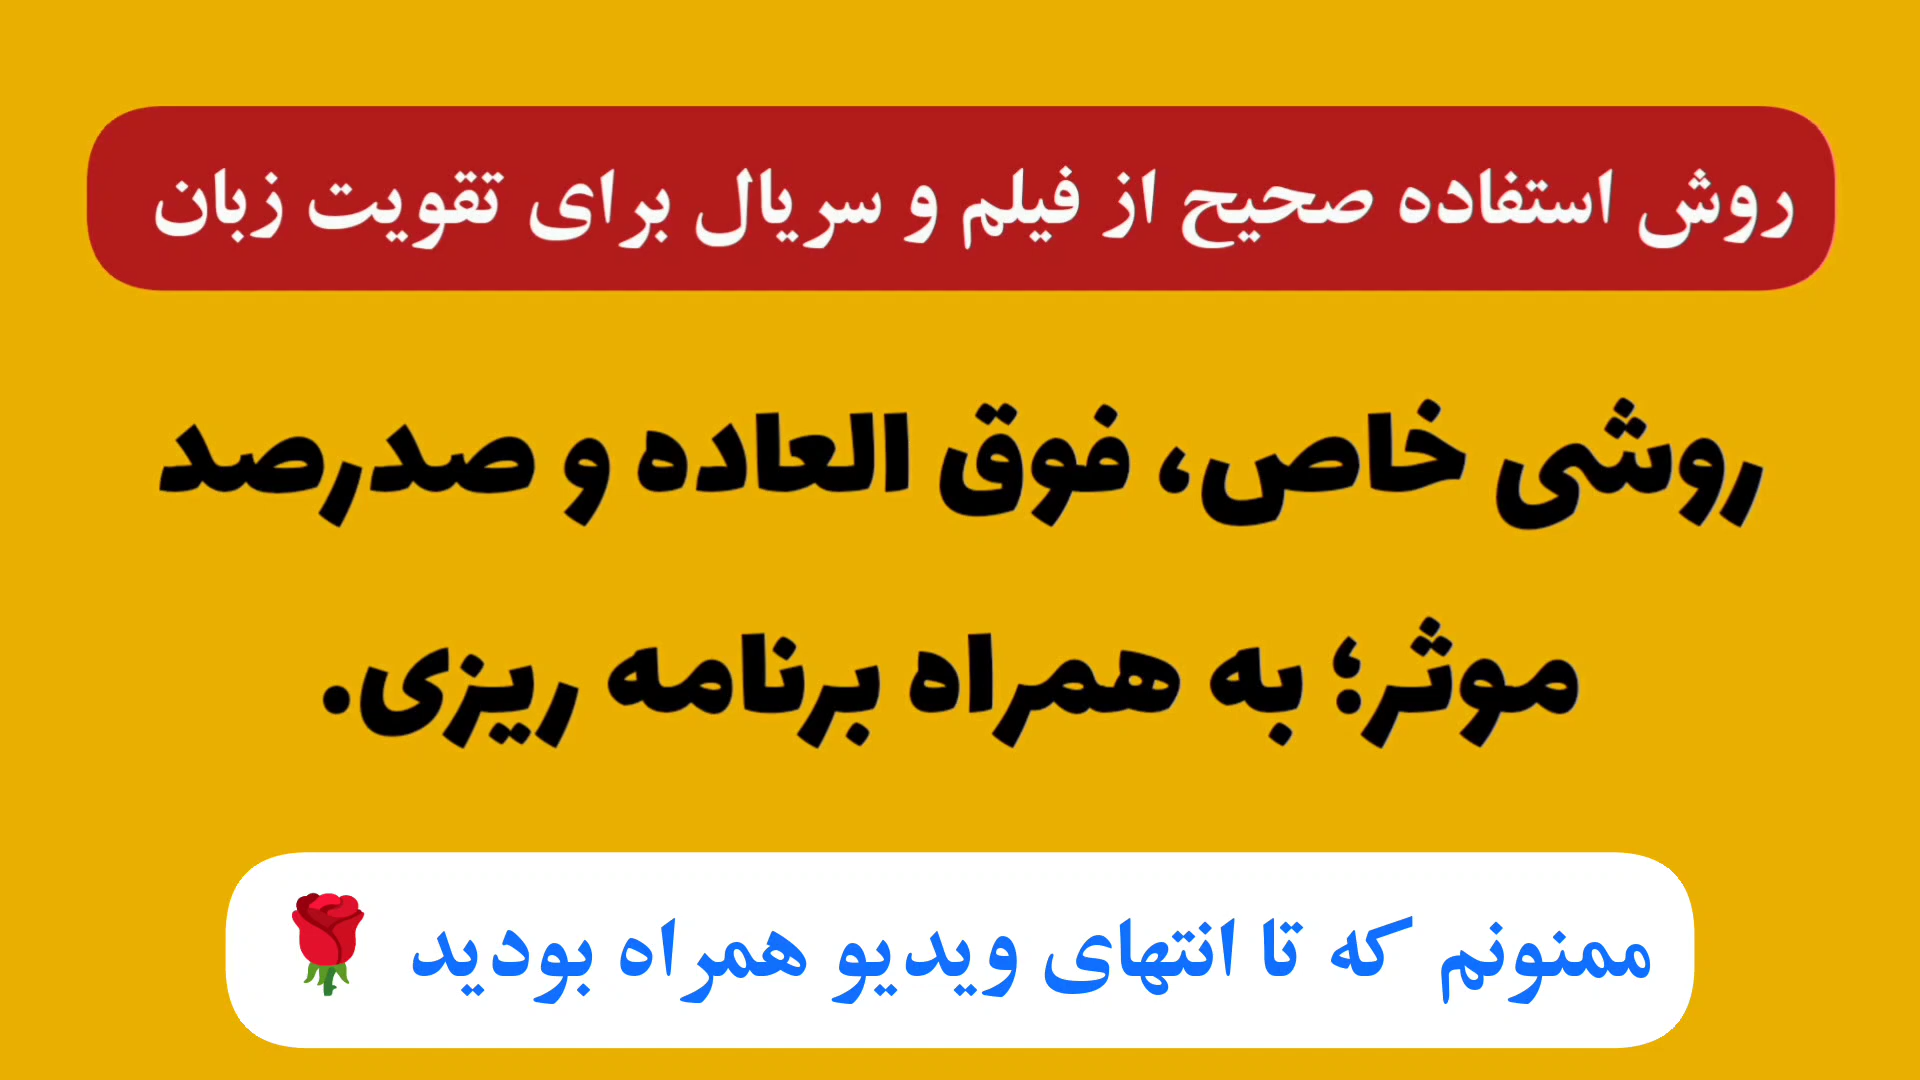 روش استفاده صحیح از فیلم و سریال برای تقویت زبان
روشی خاص، فوق العاده و صدرصد
موثر؛ به همراه برنامه ریزی.
ممنونم که تا انتهای ویدیو همراه بودید 🌹